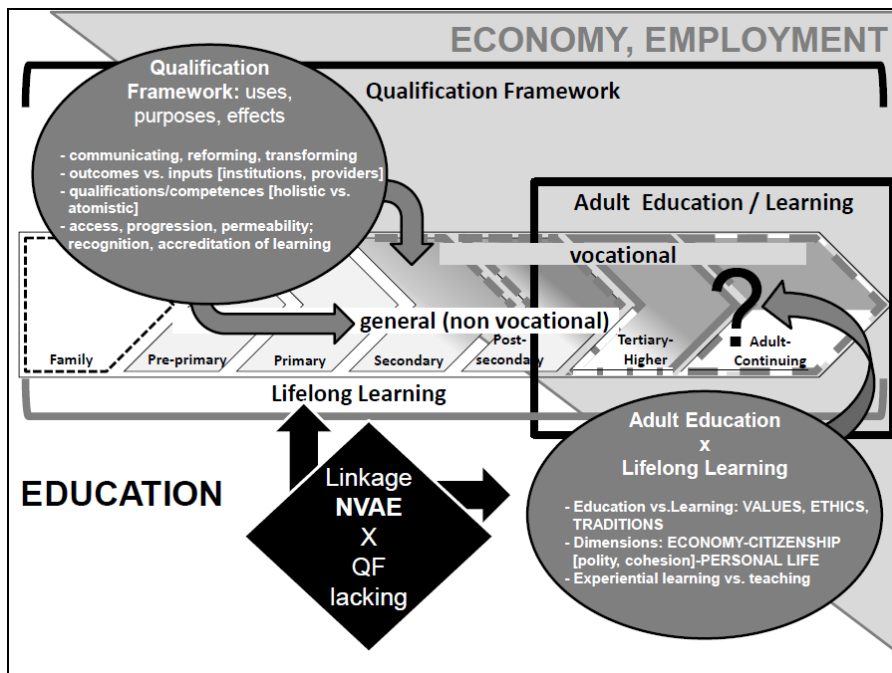 ECONOMY, EMPLOYMENT
Qualification
Framework: uses,
purposes, effects
- communicating, reforming, transforming
- outcomes vs. inputs [institutions, providers]
- qualifications/competences [holistic vs.
atomistic]
- access, progression, permeability;
recognition, accreditation of learning
Qualification Framework
Adult Education / Learning
vocational
general (non vocational)
?
Family
Pre-primary
Primary
Secondary
Post-
secondary
Tertiary-
Higher
Adult-
Continuing
Lifelong Learning
EDUCATION
Linkage
NVAE
X
QF
lacking
Adult Education
x
Lifelong Learning
- Education vs.Learning: VALUES, ETHICS,
TRADITIONS
- Dimensions: ECONOMY-CITIZENSHIP
[polity, cohesion]-PERSONAL LIFE
- Experiential learning vs. teaching